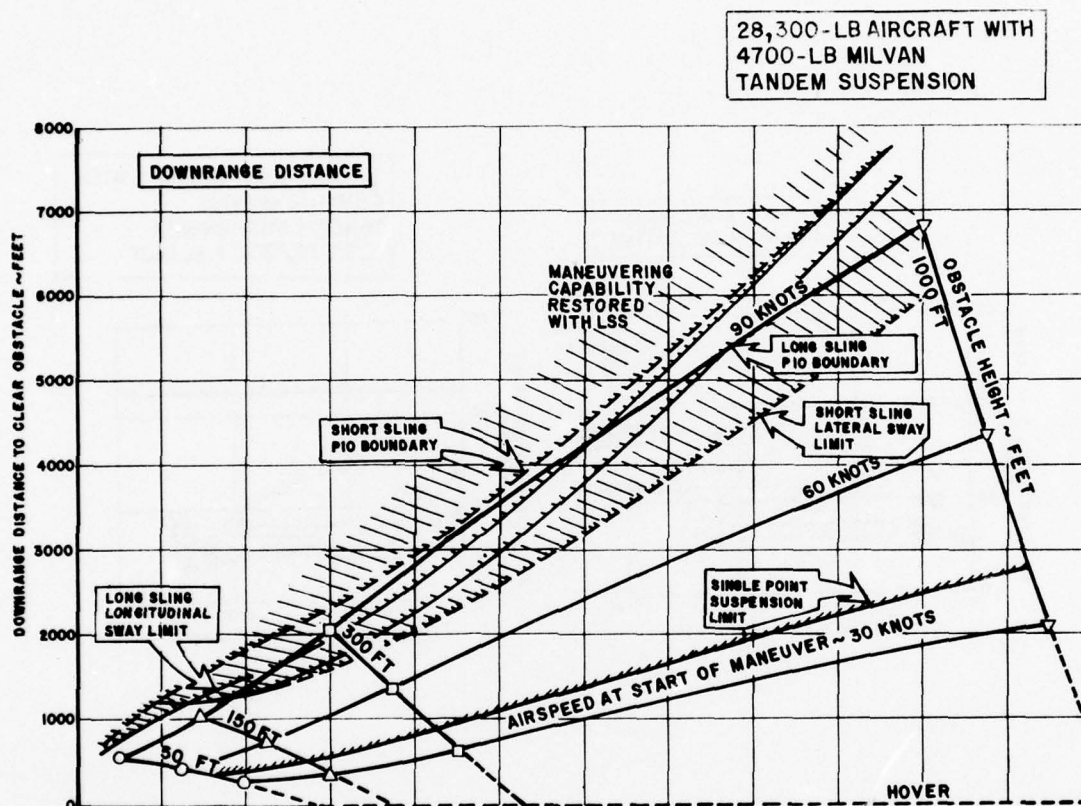 28,300-LB AIRCRAFT WITH
4700-LB MILVAN
TANDEM SUSPENSION
8000
DOWNRANGE DISTANCE
7000
MANEUVERING
CAPABILITY
RESTORED
WITH LSS
6000
90 KNOTS
1000 FT
OBSTACLE HEIGHT ~ FEET
LONG SLING
PIO BOUNDARY
5000
SHORT SLING
PIO BOUNDARY
SHORT SLING
LATERAL SWAY
LIMIT
4000
60 KNOTS
3000
LONG SLING
LONGITUDINAL
SWAY LIMIT
SINGLE POINT
SUSPENSION
LIMIT
2000
300 FT
AIRSPEED AT START OF MANEUVER ~ 30 KNOTS
1000
150 FT
50 FT
HOVER
0
DOWNRANGE DISTANCE TO CLEAR OBSTACLE ~ FEET